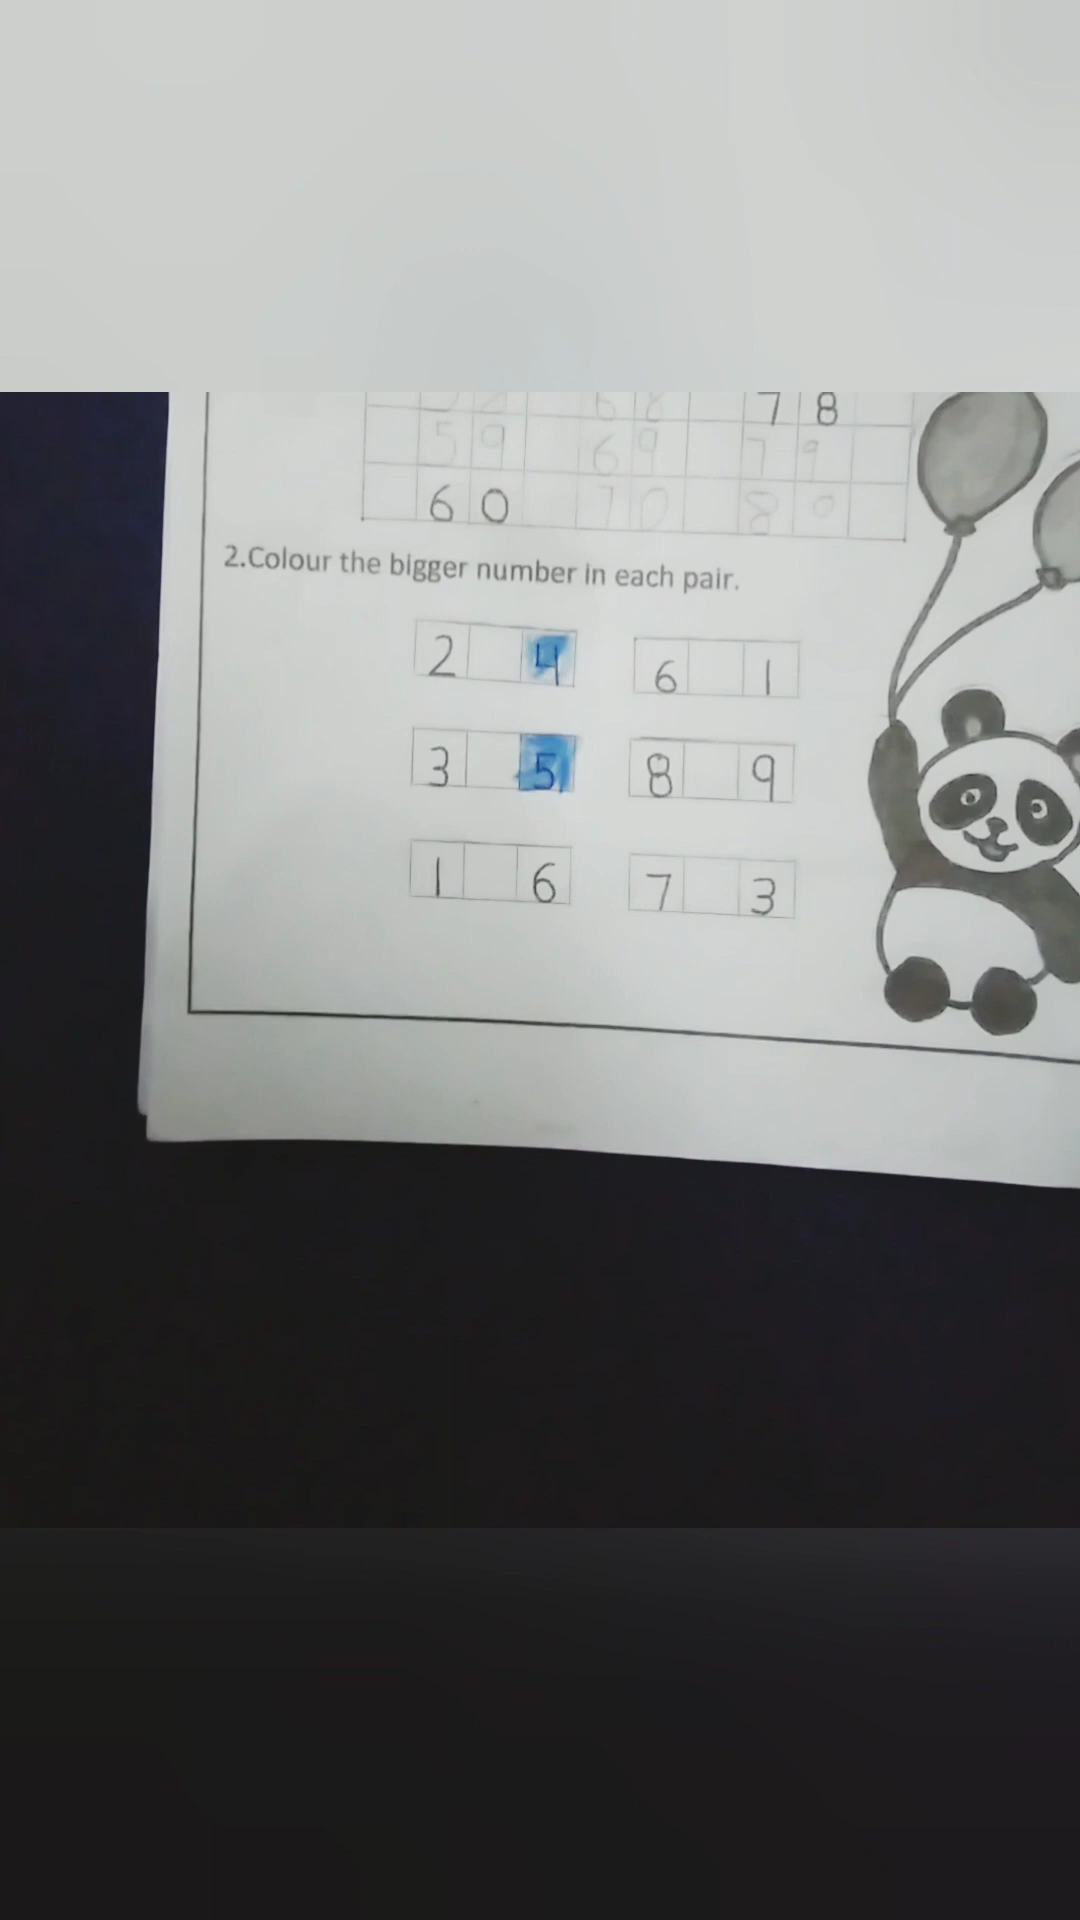 7 8
5 9 6 9 7 9
6 0 7 0 8 0
2.Colour the bigger number in each pair.
2 4 6 1
3 5 8 9
1 6 7 3